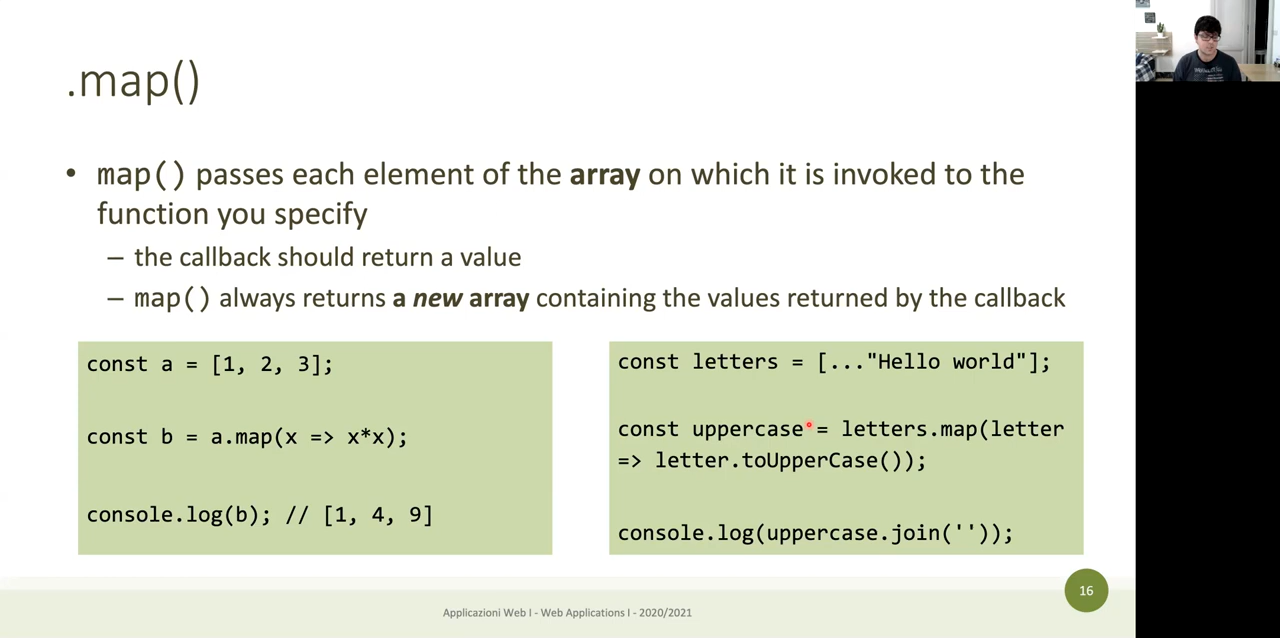 .map()
• map() passes each element of the array on which it is invoked to the
function you specify
– the callback should return a value
– map() always returns a new array containing the values returned by the callback
const a = [1, 2, 3];
const b = a.map(x => x*x);
console.log(b); // [1, 4, 9]
const letters = [..."Hello world"];
const uppercase = letters.map(letter
=> letter.toUpperCase());
console.log(uppercase.join(''));
Applicazioni Web I - Web Applications I - 2020/2021
16